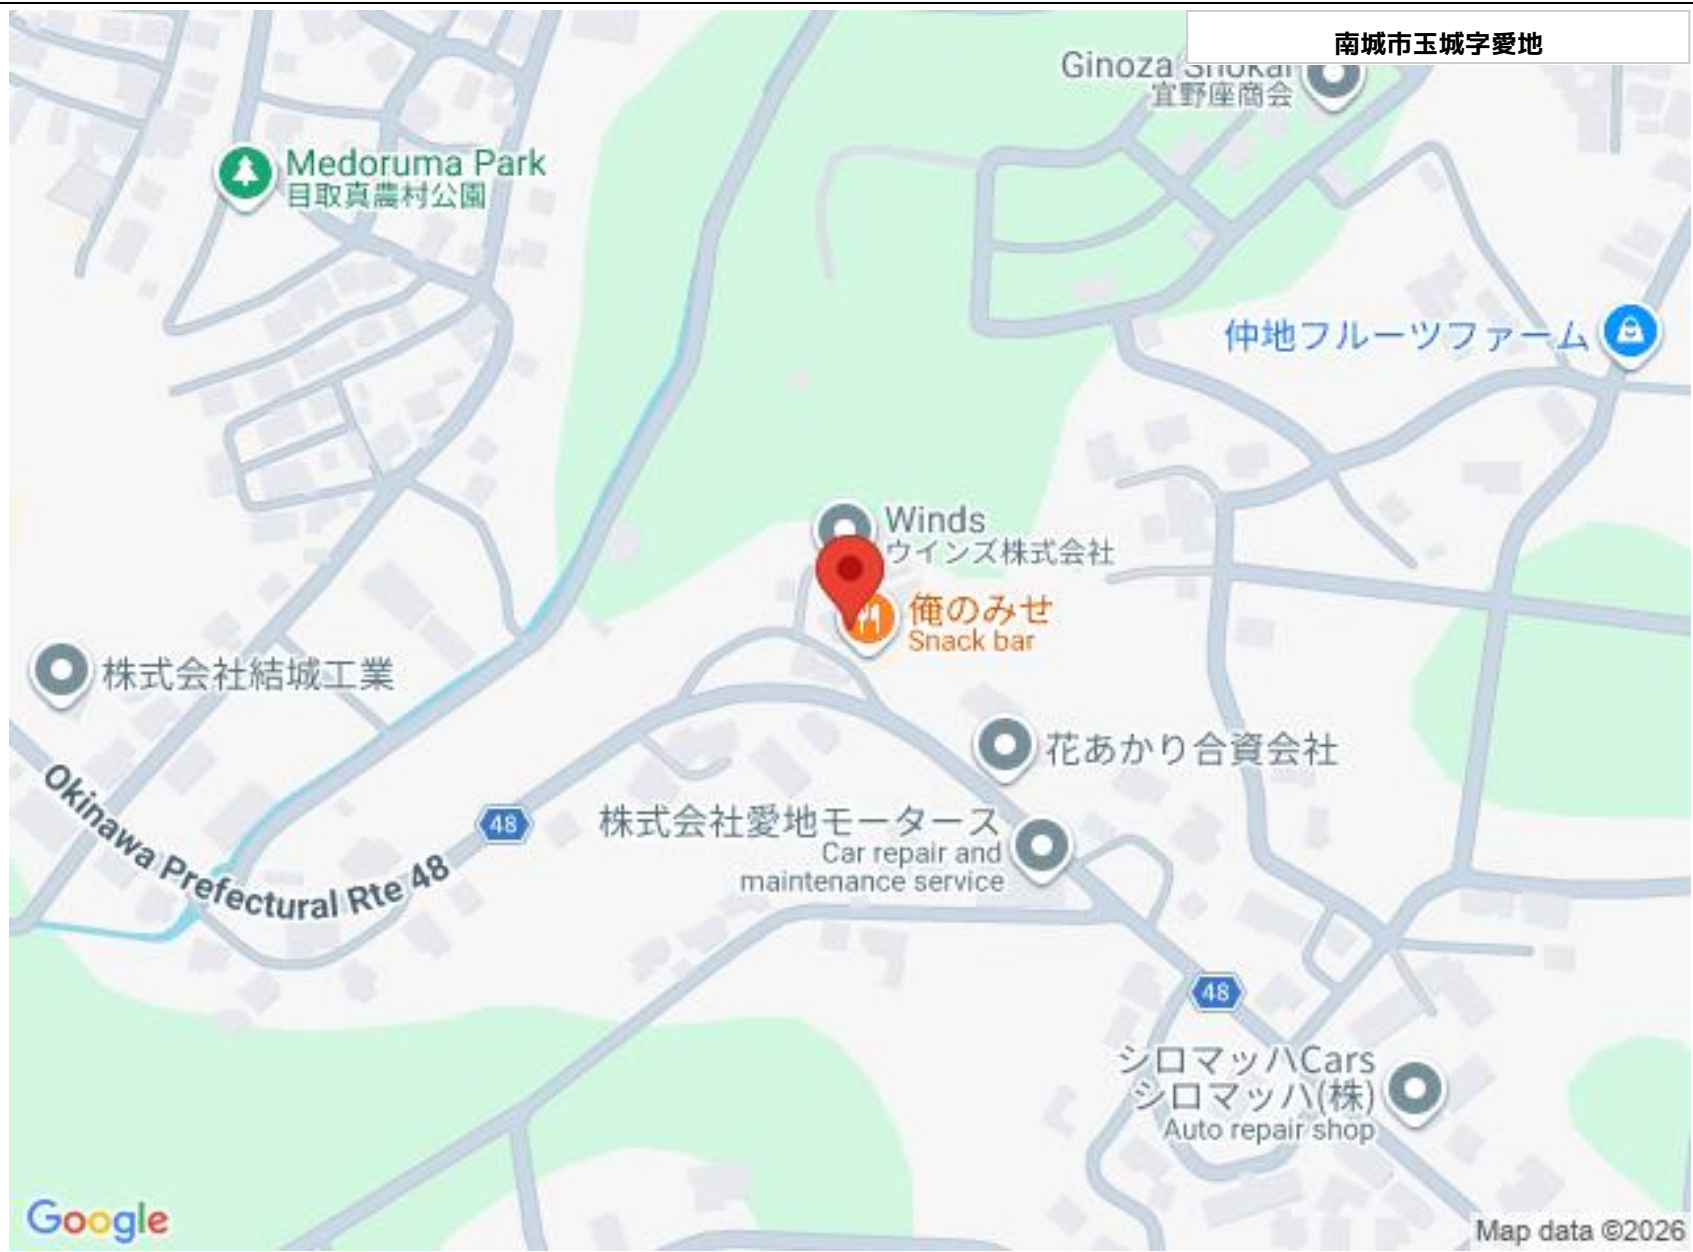 南城市玉城字愛地
Ginoza Shokai
宜野座商会
Medoruma Park
目取真農村公園
仲地フルーツファーム
Winds
ウインズ株式会社
俺のみせ
Snack bar
株式会社結城工業
花あかり合資会社
Okinawa Prefectural Rte 48
48
株式会社愛地モータース
Car repair and
maintenance service
48
シロマッハCars
シロマッハ(株)
Auto repair shop
Google
Map data ©2026